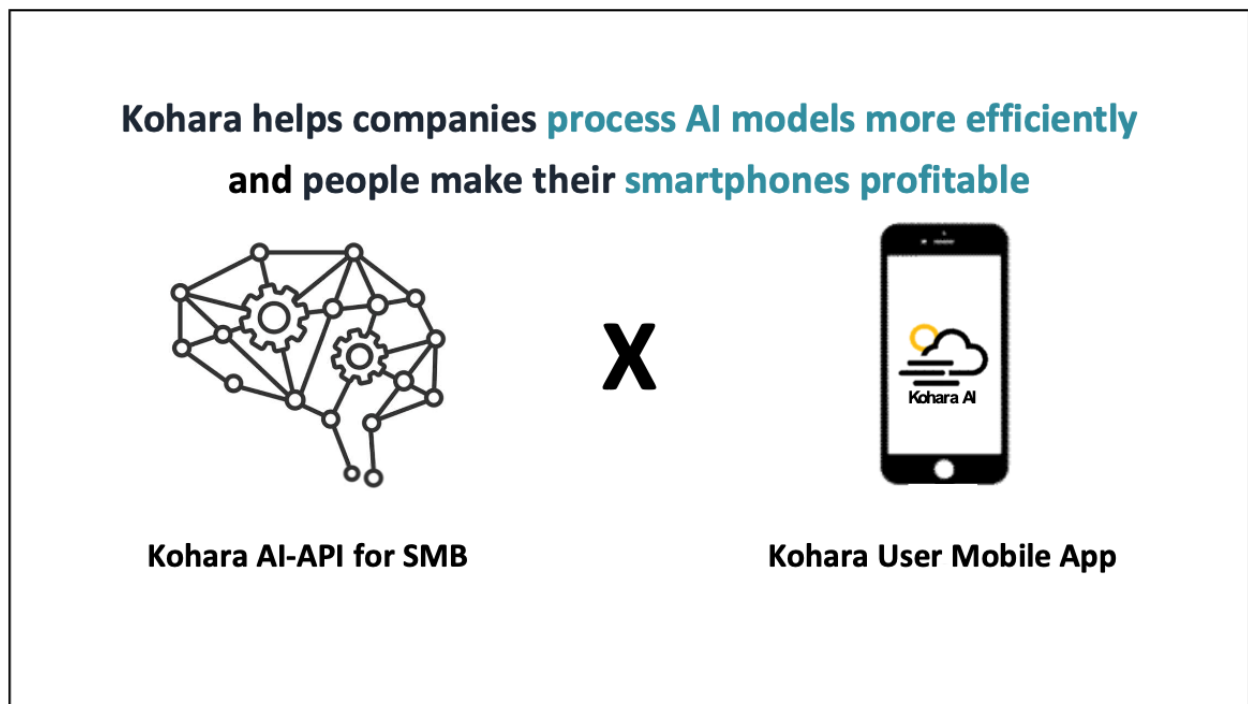 Kohara helps companies process AI models more efficiently
and people make their smartphones profitable
X
Kohara AI
Kohara AI-API for SMB
Kohara User Mobile App